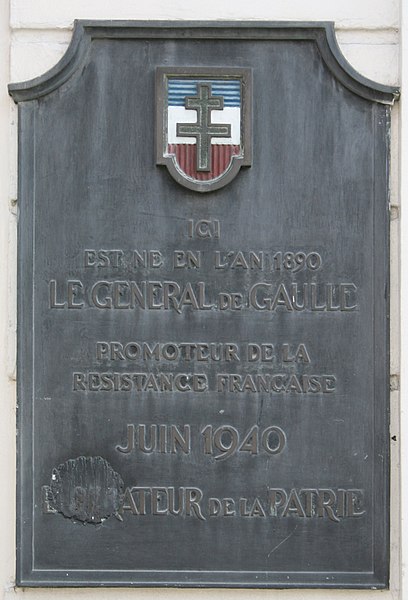 ICI
EST NE EN L'AN 1890
LE GENERAL DE GAULLE
PROMOTEUR DE LA
RESISTANCE FRANÇAISE
JUIN 1940
DE LA PATRIE